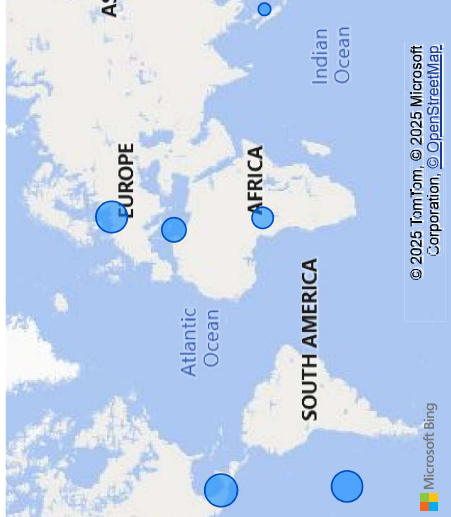 AS
EUROPE
AFRICA
Indian
Ocean
Atlantic
Ocean
SOUTH AMERICA
Microsoft Bing
© 2025 TomTom, © 2025 Microsoft
Corporation, © OpenStreetMap